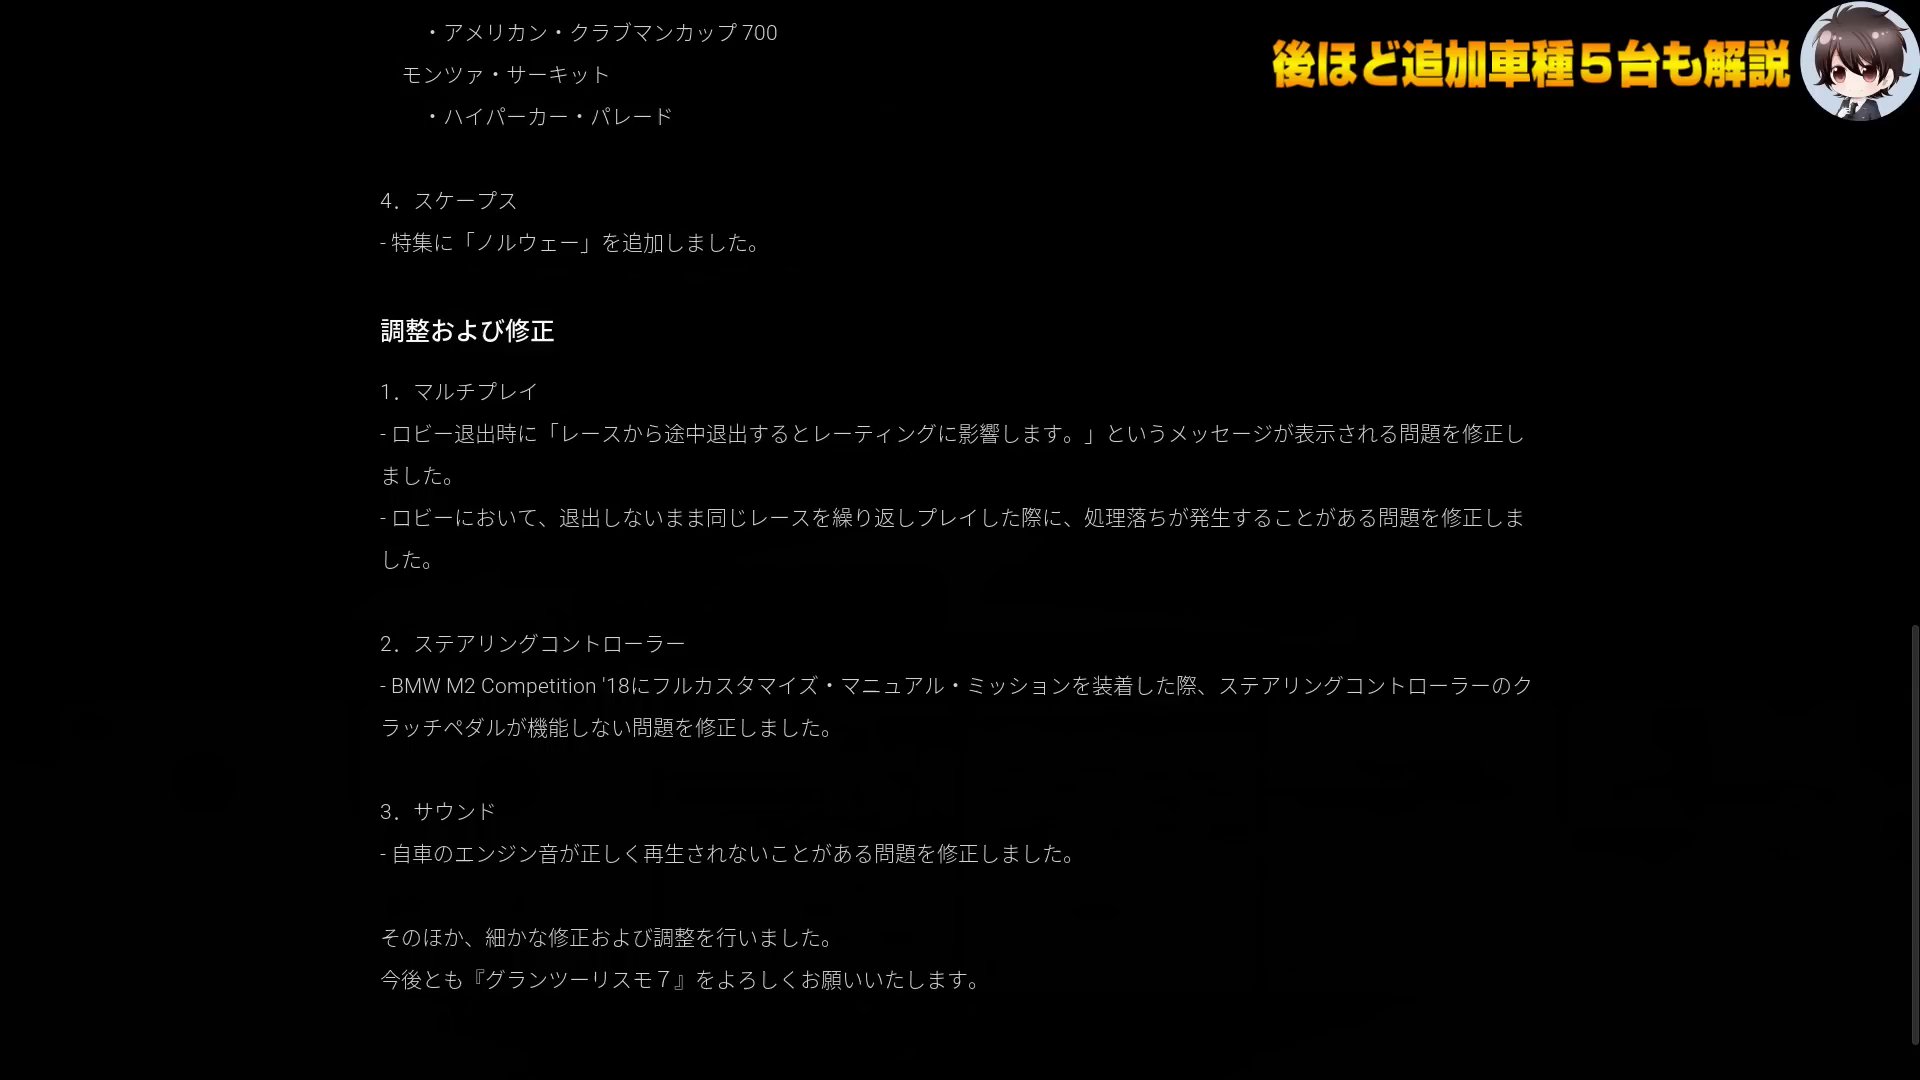 ・アメリカン・クラブマンカップ 700
後ほど追加車種５台も解説
モンツァ・サーキット
・ハイパーカー・パレード
4．スケープス
- 特集に「ノルウェー」を追加しました。
調整および修正
1．マルチプレイ
- ロビー退出時に「レースから途中退出するとレーティングに影響します。」というメッセージが表示される問題を修正し
ました。
- ロビーにおいて、退出しないまま同じレースを繰り返しプレイした際に、処理落ちが発生することがある問題を修正しま
した。
2．ステアリングコントローラー
- BMW M2 Competition '18にフルカスタマイズ・マニュアル・ミッションを装着した際、ステアリングコントローラーのク
ラッチペダルが機能しない問題を修正しました。
3．サウンド
- 自車のエンジン音が正しく再生されないことがある問題を修正しました。
そのほか、細かな修正および調整を行いました。
今後とも『グランツーリスモ７』をよろしくお願いいたします。